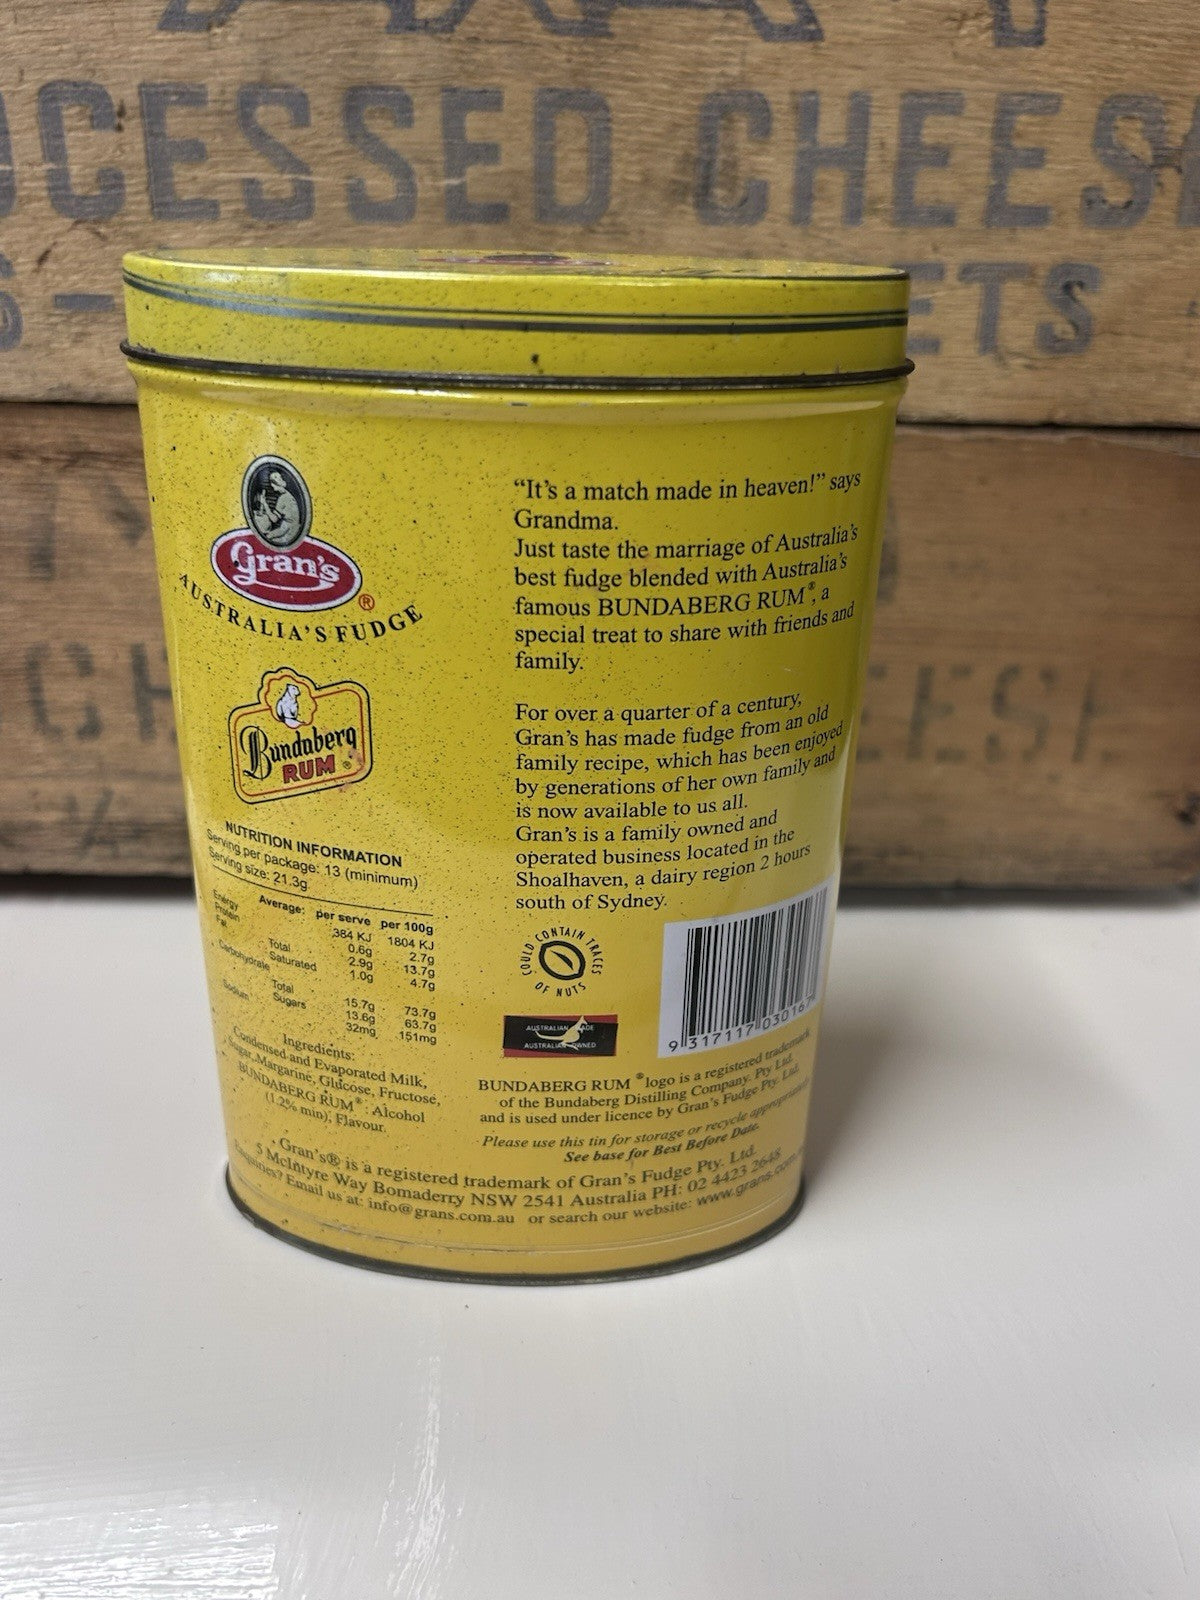 OCESSED CHEES
ETS
Gran's
®
AUSTRALIA'S FUDGE
Bundaberg
RUM ®
NUTRITION INFORMATION
Serving per package: 13 (minimum)
Serving size: 21.3g
Average: per serve per 100g
Energy 384 KJ 1804 KJ
Protein 0.6g 2.7g
Fat Total 2.9g 13.7g
Saturated 1.0g 4.7g
Carbohydrate Total 15.7g 73.7g
Sugars 13.6g 63.7g
Sodium 32mg 151mg
Ingredients:
Condensed and Evaporated Milk,
Sugar, Margarine, Glucose, Fructose,
BUNDABERG RUM® : Alcohol
(1.2% min), Flavour.
“It's a match made in heaven!” says
Grandma.
Just taste the marriage of Australia's
best fudge blended with Australia's
famous BUNDABERG RUM®, a
special treat to share with friends and
family.
For over a quarter of a century,
Gran's has made fudge from an old
family recipe, which has been enjoyed
by generations of her own family and
is now available to us all.
Gran's is a family owned and
operated business located in the
Shoalhaven, a dairy region 2 hours
south of Sydney.
COULD CONTAIN TRACES
OF NUTS
AUSTRALIAN MADE
AUSTRALIAN OWNED
9 317117 030167
BUNDABERG RUM ® logo is a registered trademark
of the Bundaberg Distilling Company. Pty Ltd.
and is used under licence by Gran's Fudge Pty. Ltd.
Please use this tin for storage or recycle appropriately
See base for Best Before Date.
Gran's® is a registered trademark of Gran's Fudge Pty. Ltd.
5 McIntyre Way Bomaderry NSW 2541 Australia PH: 02 4423 2648
Enquiries? Email us at: info@grans.com.au or search our website: www.grans.com
CH EESE